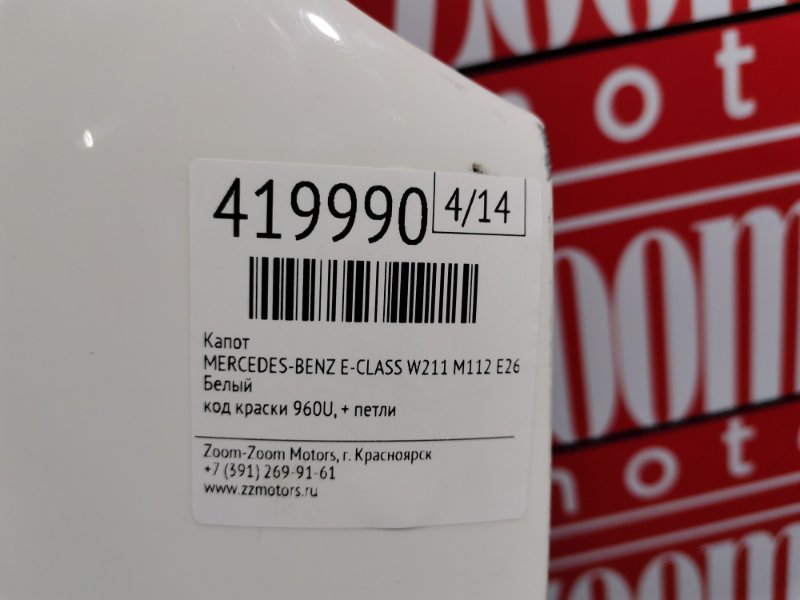 419990 4/14
Капот
MERCEDES-BENZ E-CLASS W211 M112 E26
Белый
код краски 960U, + петли
Zoom-Zoom Motors, г. Красноярск
+7 (391) 269-91-61
www.zzmotors.ru